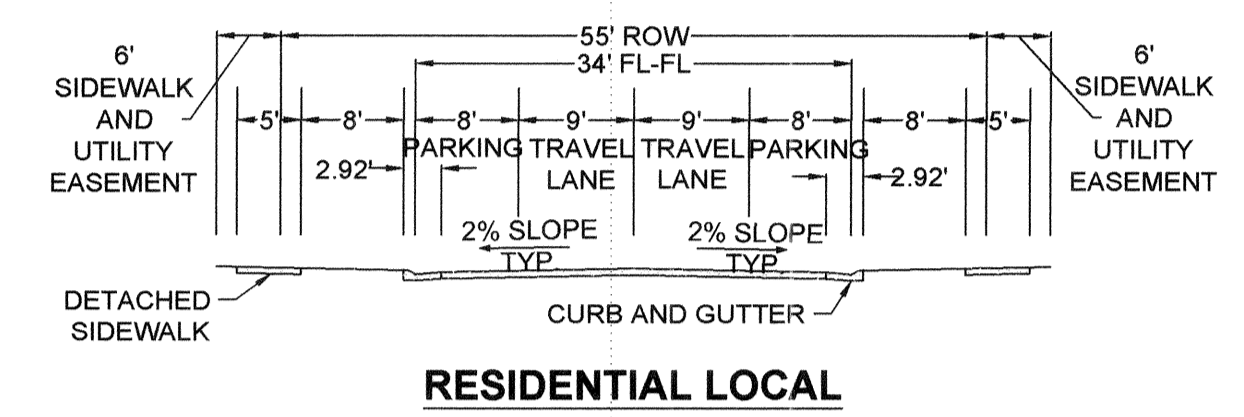 55' ROW
34' FL-FL
6'
SIDEWALK
AND
UTILITY
EASEMENT
6'
SIDEWALK
AND
UTILITY
EASEMENT
5' 8' 8' 9' 9' 8' 8' 5'
PARKING TRAVEL LANE TRAVEL LANE PARKING
2.92' 2.92'
2% SLOPE
TYP
2% SLOPE
TYP
DETACHED
SIDEWALK
CURB AND GUTTER
RESIDENTIAL LOCAL